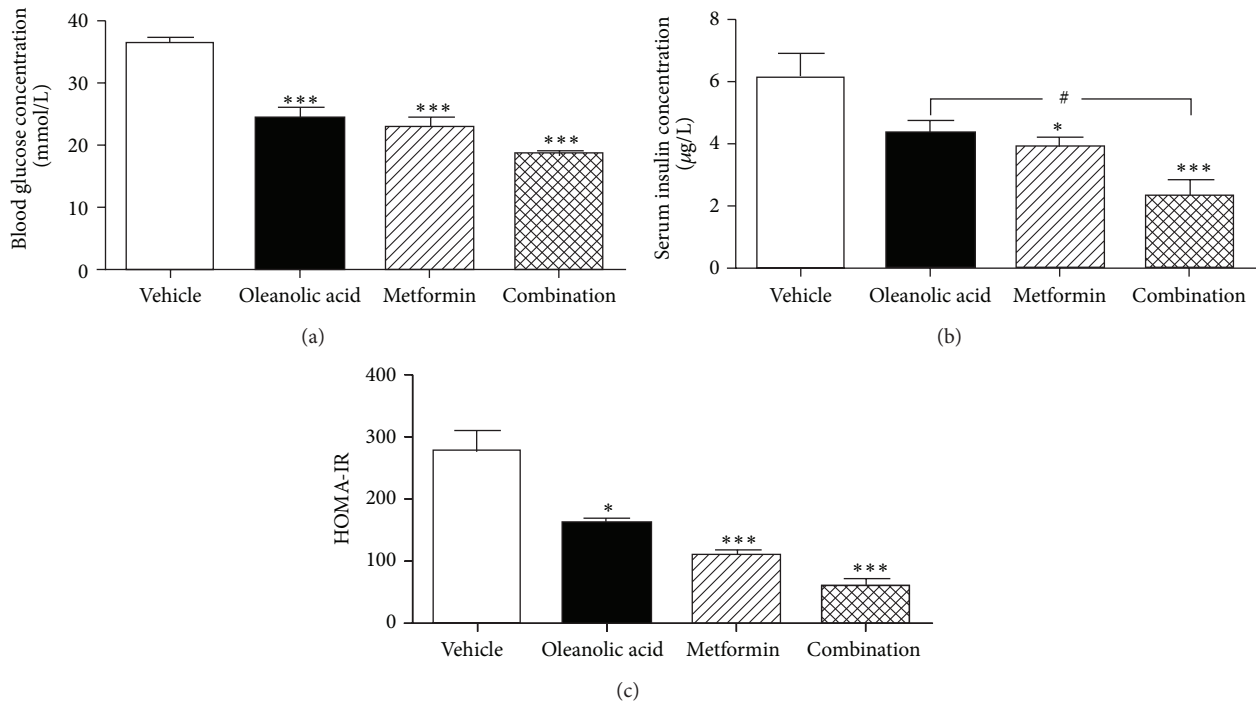 Blood glucose concentration
(mmol/L)
40
30
20
10
0
***
***
***
Vehicle
Oleanolic acid
Metformin
Combination
(a)
Serum insulin concentration
(μg/L)
8
6
4
2
0
#
*
***
Vehicle
Oleanolic acid
Metformin
Combination
(b)
HOMA-IR
400
300
200
100
0
*
***
***
Vehicle
Oleanolic acid
Metformin
Combination
(c)